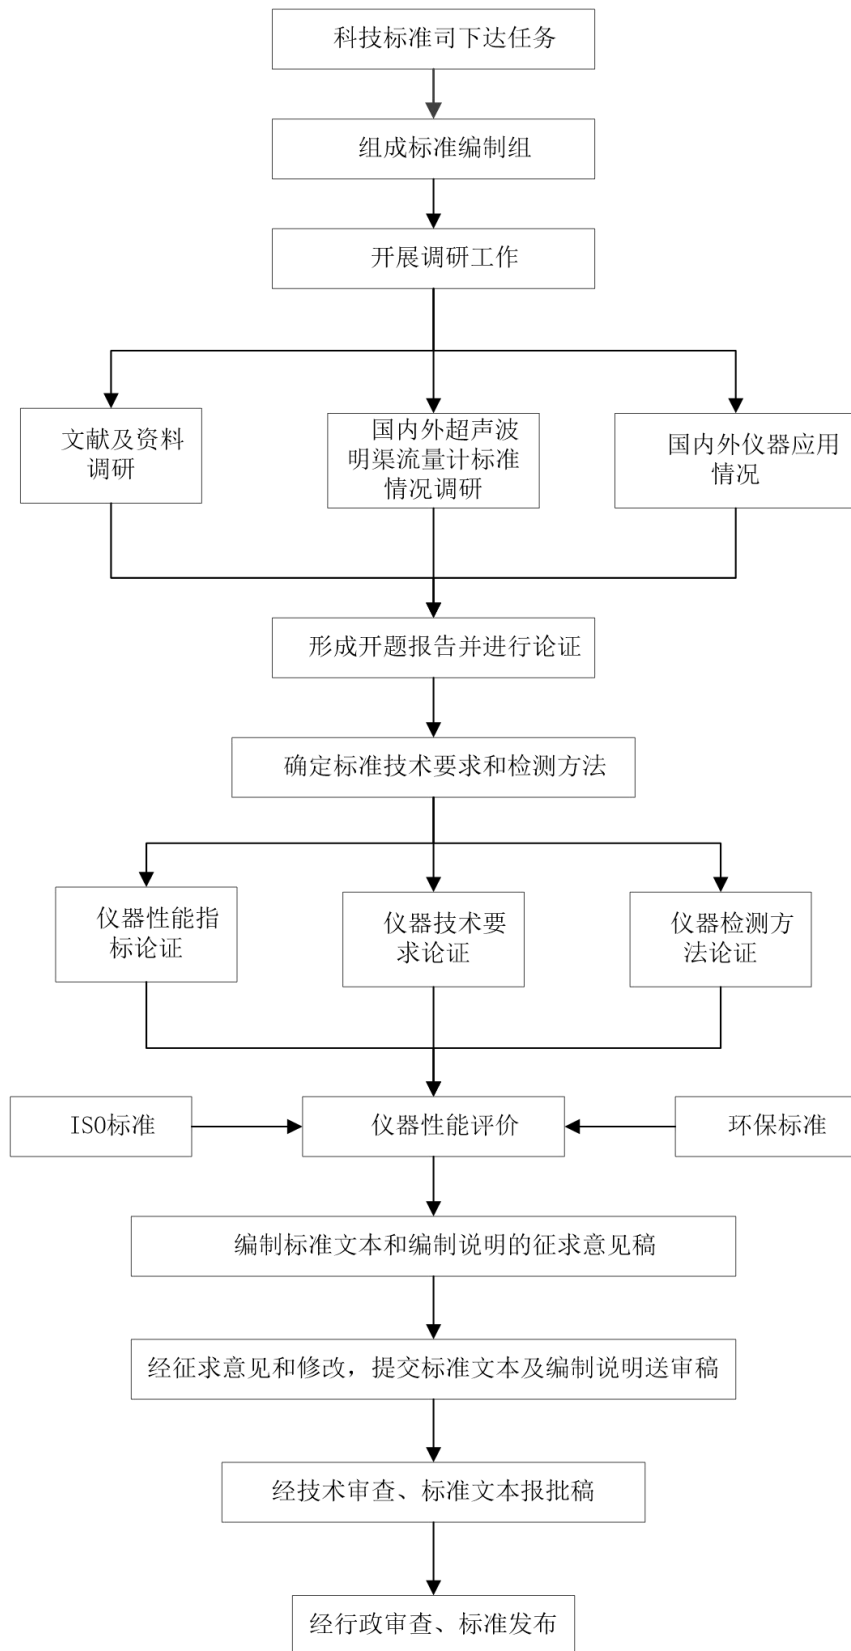 科技标准司下达任务
组成标准编制组
开展调研工作
文献及资料
调研
国内外超声波
明渠流量计标准
情况调研
国内外仪器应用
情况
形成开题报告并进行论证
确定标准技术要求和检测方法
仪器性能指
标论证
仪器技术要
求论证
仪器检测方
法论证
ISO标准
仪器性能评价
环保标准
编制标准文本和编制说明的征求意见稿
经征求意见和修改，提交标准文本及编制说明送审稿
经技术审查、标准文本报批稿
经行政审查、标准发布